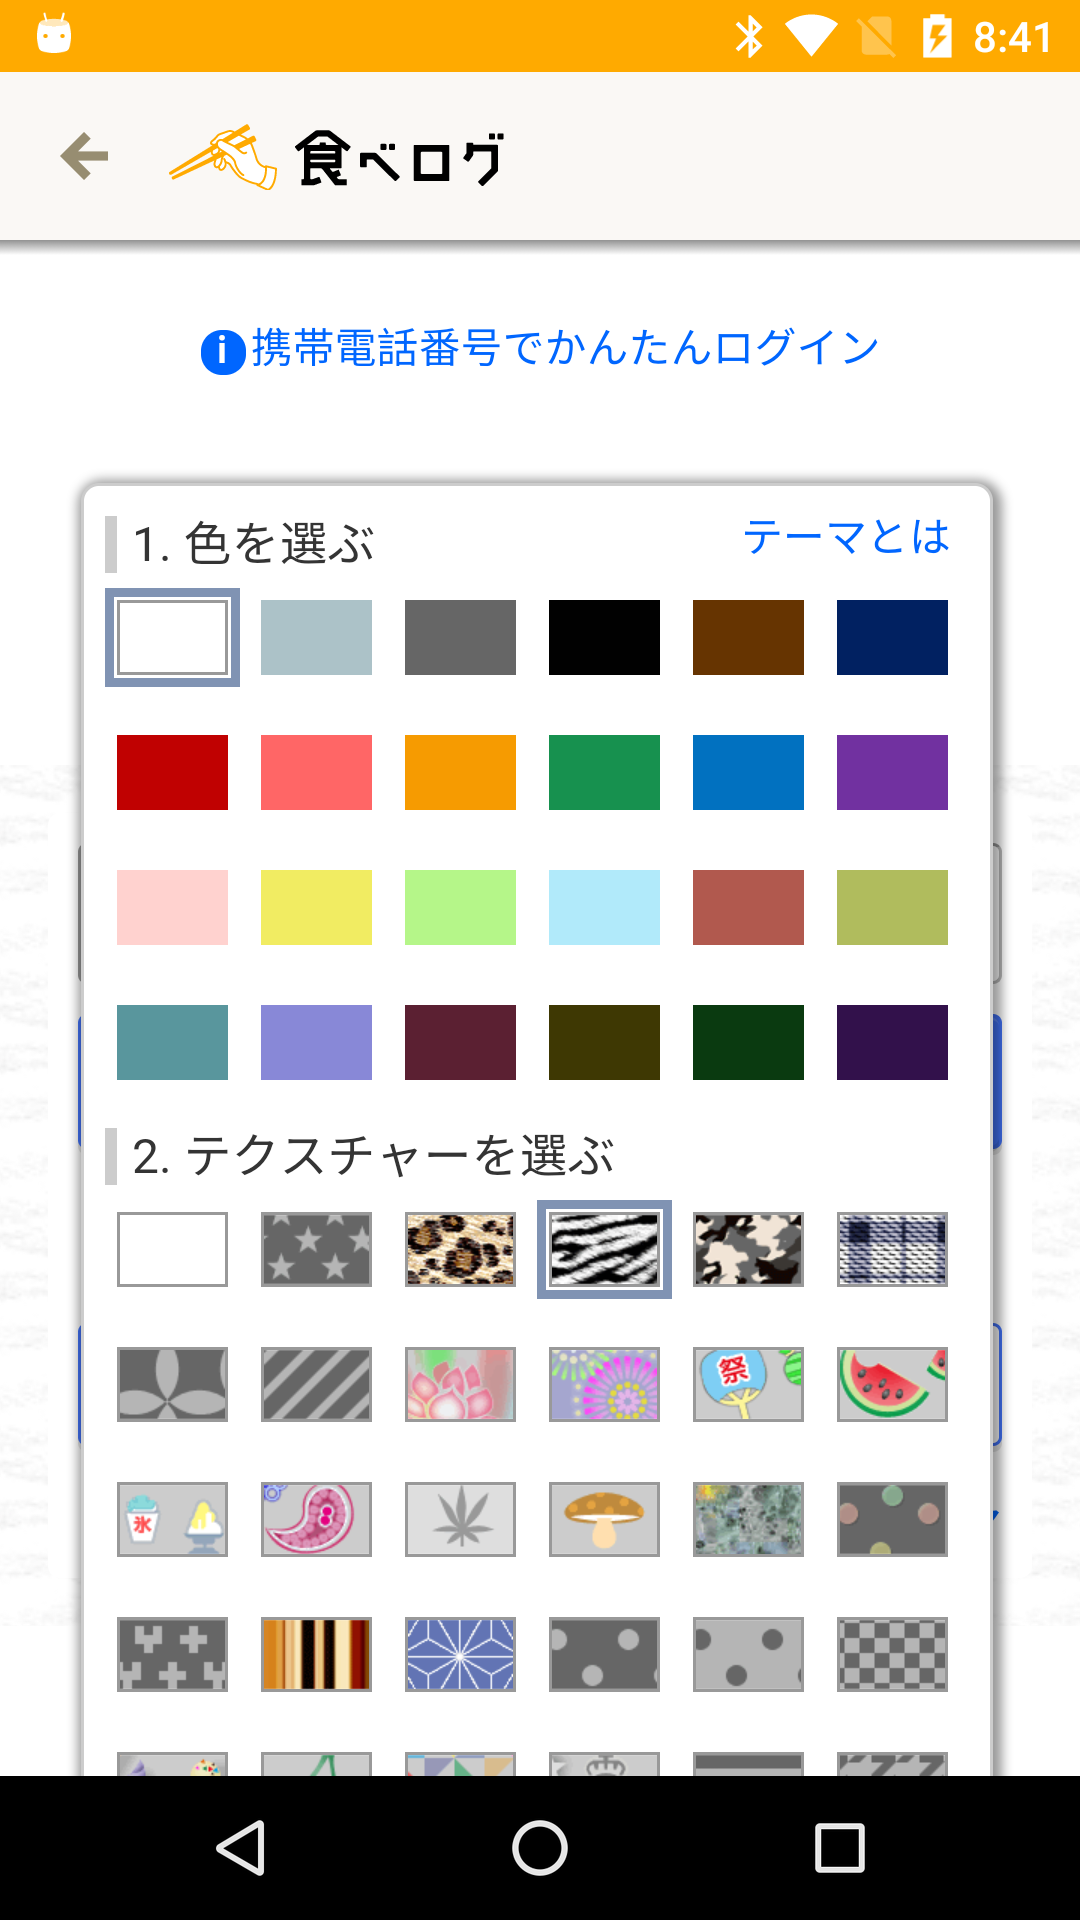 8:41
食べログ
i携帯電話番号でかんたんログイン
1. 色を選ぶ
テーマとは
2. テクスチャーを選ぶ
祭
氷